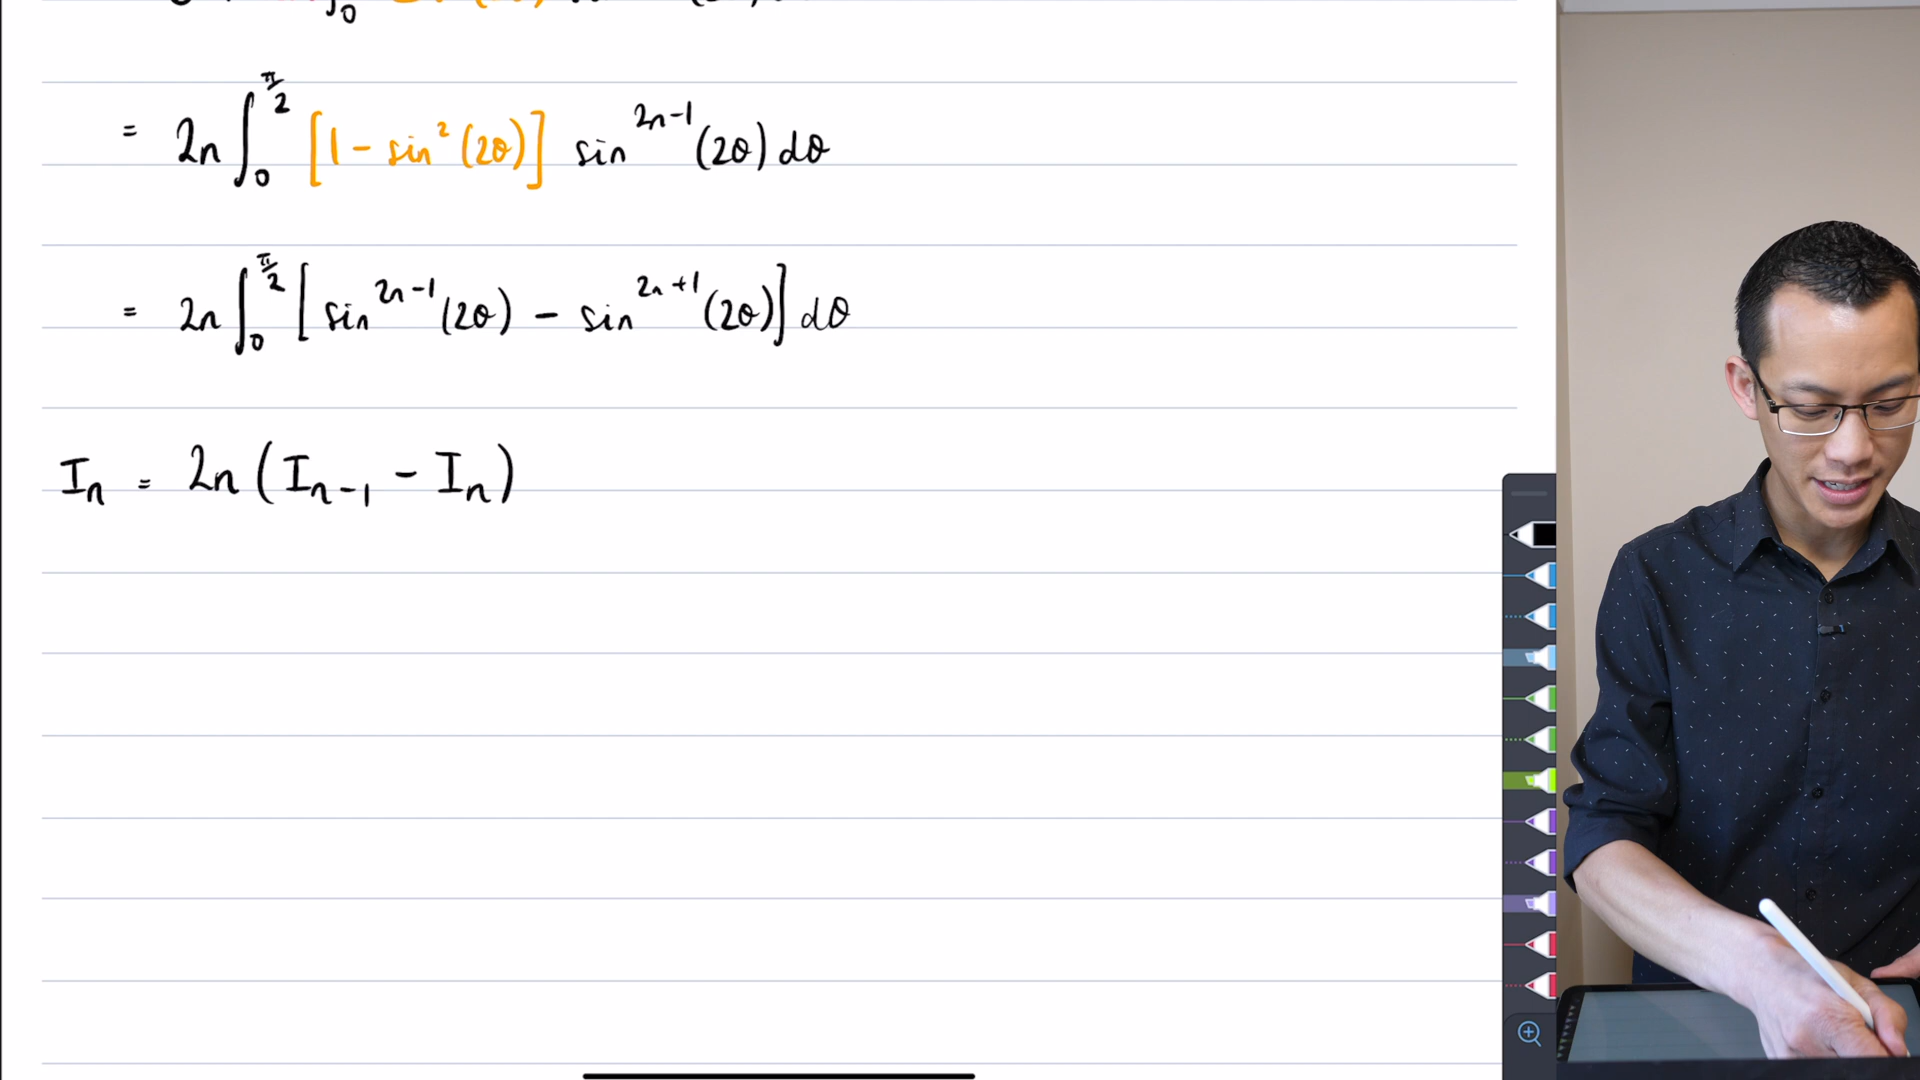 = 2n ∫₀^(π/2) [1 - sin²(2θ)] sin^(2n-1)(2θ) dθ
= 2n ∫₀^(π/2) [sin^(2n-1)(2θ) - sin^(2n+1)(2θ)] dθ
Iₙ = 2n (Iₙ₋₁ - Iₙ)